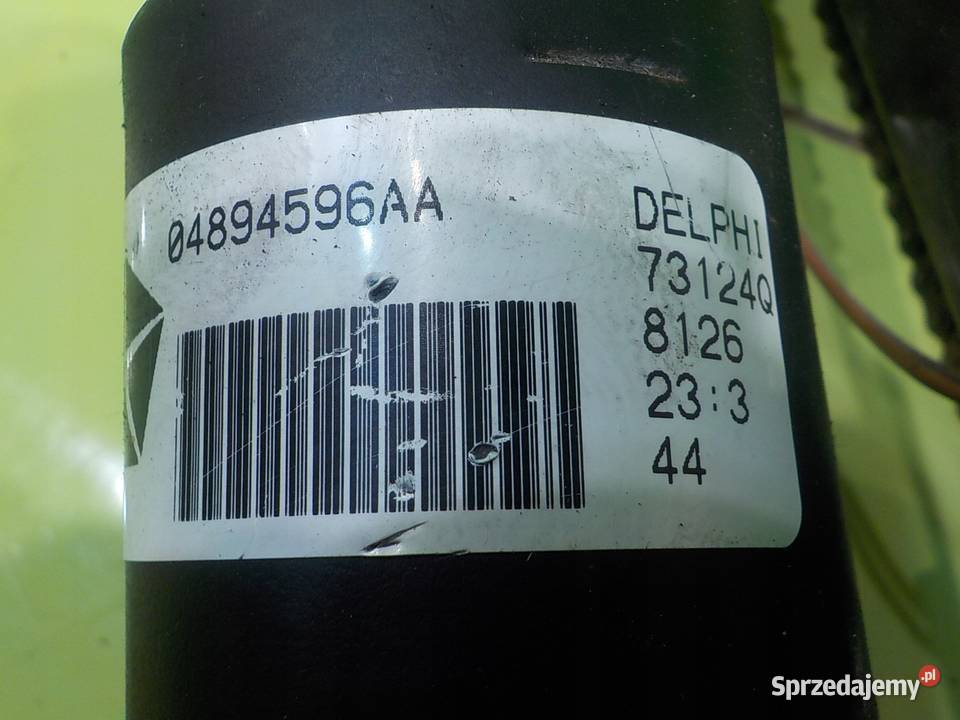 04894596AA
DELPHI
73124Q
8126
23:3
44
Sprzedajemy.pl